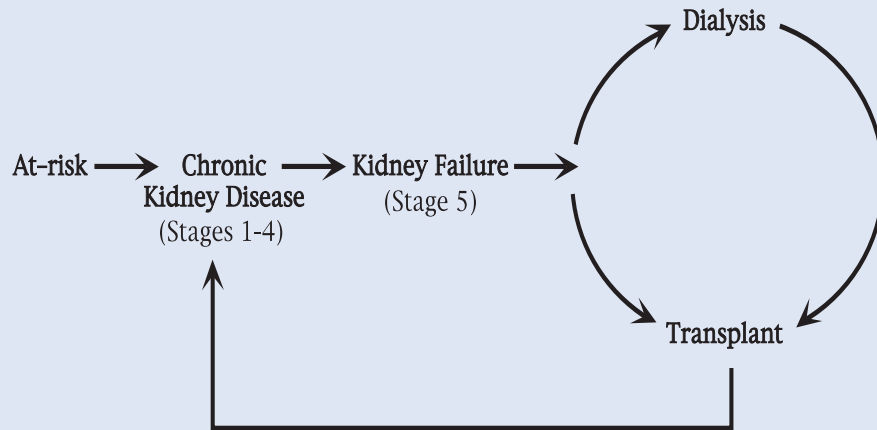 Dialysis
At-risk
Chronic
Kidney Disease
(Stages 1-4)
Kidney Failure
(Stage 5)
Transplant